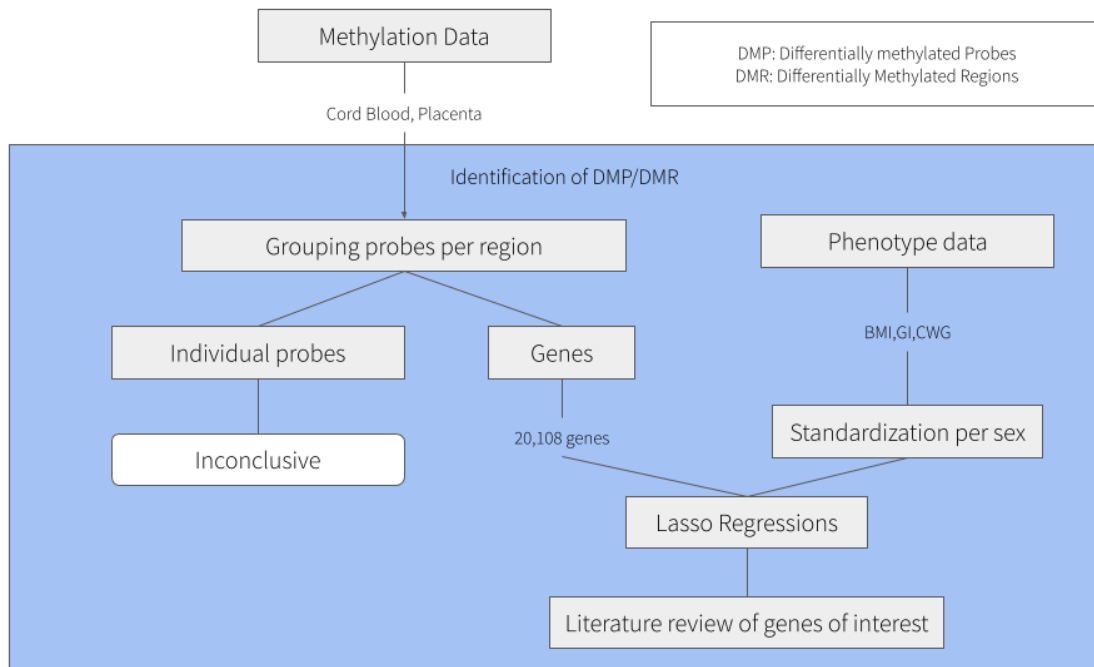 Methylation Data
DMP: Differentially methylated Probes
DMR: Differentially Methylated Regions
Cord Blood, Placenta
Identification of DMP/DMR
Grouping probes per region
Phenotype data
BMI,GI,CWG
Individual probes
Genes
20,108 genes
Standardization per sex
Inconclusive
Lasso Regressions
Literature review of genes of interest